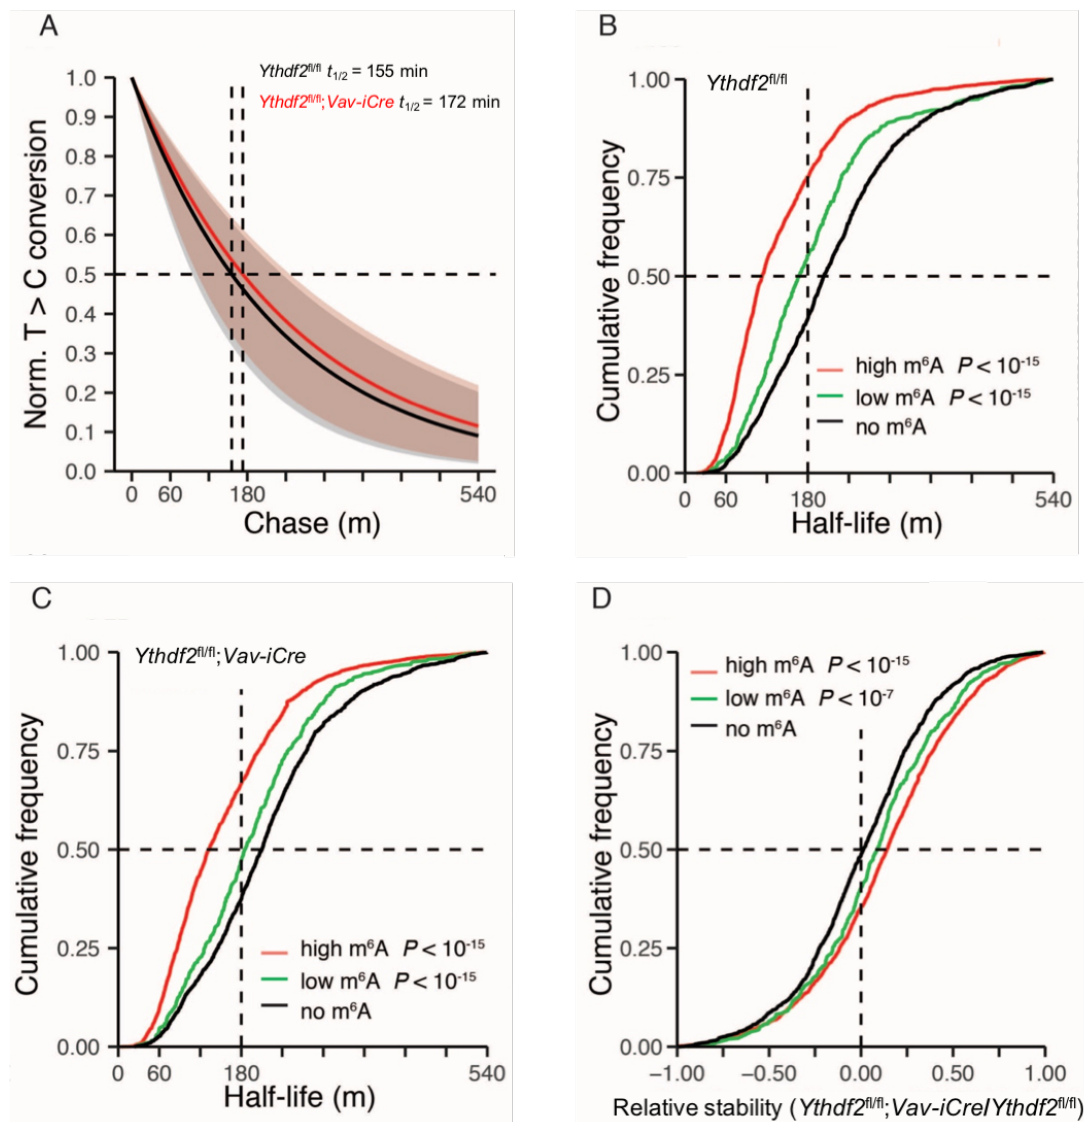 A
Ythdf2fl/fl t1/2 = 155 min
Ythdf2fl/fl;Vav-iCre t1/2 = 172 min
1.0
0.9
0.8
0.7
0.6
0.5
0.4
0.3
0.2
0.1
0.0
Norm. T > C conversion
0 60 180 540
Chase (m)
B
Ythdf2fl/fl
1.00
0.75
0.50
0.25
0.00
Cumulative frequency
high m6A P < 10-15
low m6A P < 10-15
no m6A
0 60 180 540
Half-life (m)
C
Ythdf2fl/fl;Vav-iCre
1.00
0.75
0.50
0.25
0.00
Cumulative frequency
high m6A P < 10-15
low m6A P < 10-15
no m6A
0 60 180 540
Half-life (m)
D
high m6A P < 10-15
low m6A P < 10-7
no m6A
1.00
0.75
0.50
0.25
0.00
Cumulative frequency
−1.00 −0.50 0.00 0.50 1.00
Relative stability (Ythdf2fl/fl;Vav-iCre/Ythdf2fl/fl)